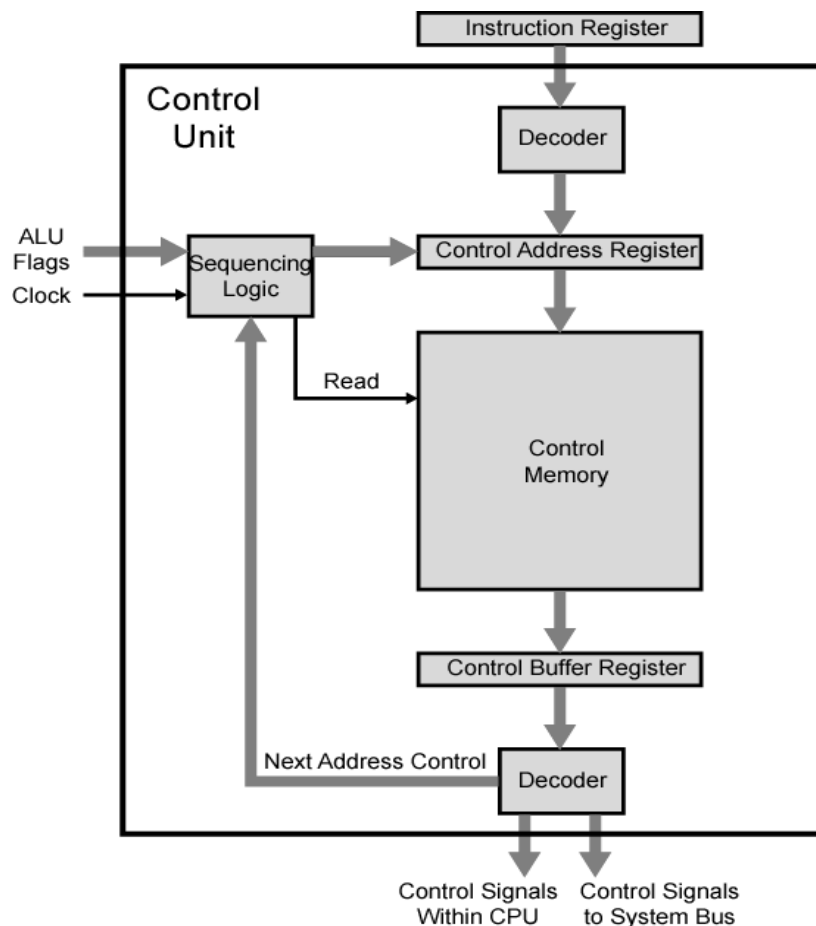 Instruction Register
Control
Unit
Decoder
ALU
Flags
Clock
Sequencing
Logic
Control Address Register
Read
Control
Memory
Control Buffer Register
Next Address Control
Decoder
Control Signals
Within CPU
Control Signals
to System Bus